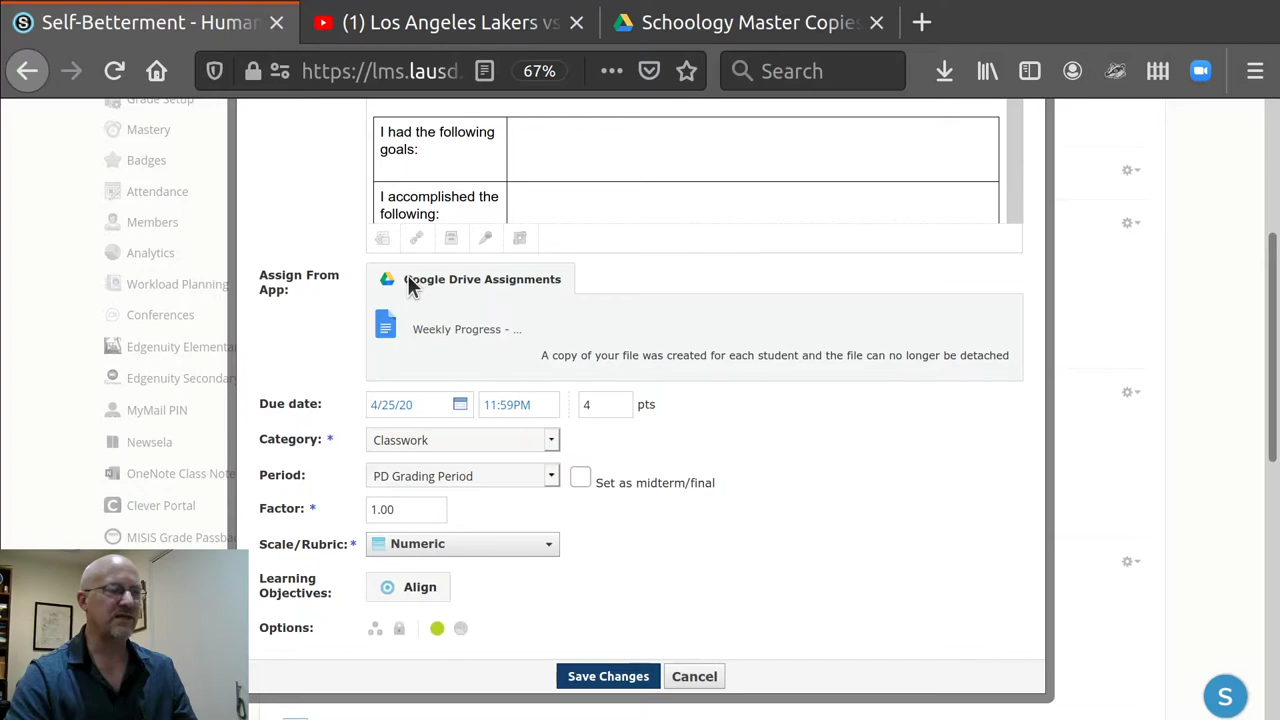 Self-Betterment - Human
(1) Los Angeles Lakers vs
Schoology Master Copies
https://lms.lausd.
67%
Search
Grade Setup
Mastery
Badges
Attendance
Members
Analytics
Workload Planning
Conferences
Edgenuity Elementa
Edgenuity Secondary
MyMail PIN
Newsela
OneNote Class Note
Clever Portal
MISIS Grade Passba
I had the following
goals:
I accomplished the
following:
Assign From
App:
Google Drive Assignments
Weekly Progress - ...
A copy of your file was created for each student and the file can no longer be detached
Due date:
4/25/20
11:59PM
4
pts
Category: *
Classwork
Period:
PD Grading Period
Set as midterm/final
Factor: *
1.00
Scale/Rubric: *
Numeric
Learning
Objectives:
Align
Options:
Save Changes
Cancel
S